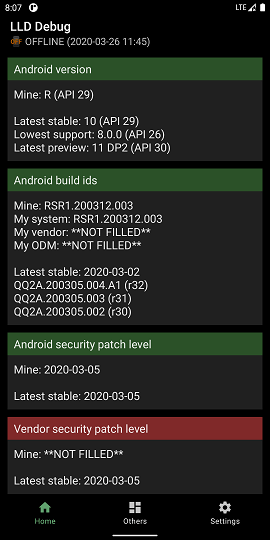 8:07
LTE
LLD Debug
OFFLINE (2020-03-26 11:45)
Android version
Mine: R (API 29)
Latest stable: 10 (API 29)
Lowest support: 8.0.0 (API 26)
Latest preview: 11 DP2 (API 30)
Android build ids
Mine: RSR1.200312.003
My system: RSR1.200312.003
My vendor: **NOT FILLED**
My ODM: **NOT FILLED**
Latest stable: 2020-03-02
QQ2A.200305.004.A1 (r32)
QQ2A.200305.003 (r31)
QQ2A.200305.002 (r30)
Android security patch level
Mine: 2020-03-05
Latest stable: 2020-03-05
Vendor security patch level
Mine: **NOT FILLED**
Latest stable: 2020-03-05
Home
Others
Settings